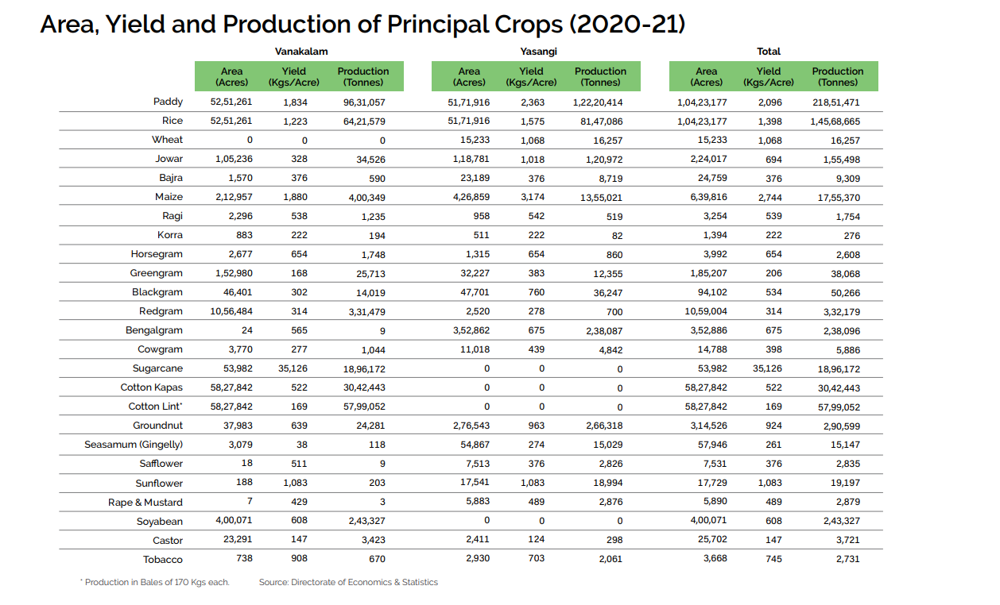 Area, Yield and Production of Principal Crops (2020-21)
Vanakalam Yasangi Total
Area Yield Production Area Yield Production Area Yield Production
(Acres) (Kgs/Acre) (Tonnes) (Acres) (Kgs/Acre) (Tonnes) (Acres) (Kgs/Acre) (Tonnes)
Paddy 52,51,261 1,834 96,31,057 51,71,916 2,363 1,22,20,414 1,04,23,177 2,096 218,51,471
Rice 52,51,261 1,223 64,21,579 51,71,916 1,575 81,47,086 1,04,23,177 1,398 1,45,68,665
Wheat 0 0 0 15,233 1,068 16,257 15,233 1,068 16,257
Jowar 1,05,236 328 34,526 1,18,781 1,018 1,20,972 2,24,017 694 1,55,498
Bajra 1,570 376 590 23,189 376 8,719 24,759 376 9,309
Maize 2,12,957 1,880 4,00,349 4,26,859 3,174 13,55,021 6,39,816 2,744 17,55,370
Ragi 2,296 538 1,235 958 542 519 3,254 539 1,754
Korra 883 222 194 511 222 82 1,394 222 276
Horsegram 2,677 654 1,748 1,315 654 860 3,992 654 2,608
Greengram 1,52,980 168 25,713 32,227 383 12,355 1,85,207 206 38,068
Blackgram 46,401 302 14,019 47,701 760 36,247 94,102 534 50,266
Redgram 10,56,484 314 3,31,479 2,520 278 700 10,59,004 314 3,32,179
Bengalgram 24 565 9 3,52,862 675 2,38,087 3,52,886 675 2,38,096
Cowgram 3,770 277 1,044 11,018 439 4,842 14,788 398 5,886
Sugarcane 53,982 35,126 18,96,172 0 0 0 53,982 35,126 18,96,172
Cotton Kapas 58,27,842 522 30,42,443 0 0 0 58,27,842 522 30,42,443
Cotton Lint* 58,27,842 169 57,99,052 0 0 0 58,27,842 169 57,99,052
Groundnut 37,983 639 24,281 2,76,543 963 2,66,318 3,14,526 924 2,90,599
Seasamum (Gingelly) 3,079 38 118 54,867 274 15,029 57,946 261 15,147
Safflower 18 511 9 7,513 376 2,826 7,531 376 2,835
Sunflower 188 1,083 203 17,541 1,083 18,994 17,729 1,083 19,197
Rape & Mustard 7 429 3 5,883 489 2,876 5,890 489 2,879
Soyabean 4,00,071 608 2,43,327 0 0 0 4,00,071 608 2,43,327
Castor 23,291 147 3,423 2,411 124 298 25,702 147 3,721
Tobacco 738 908 670 2,930 703 2,061 3,668 745 2,731
* Production in Bales of 170 Kgs each. Source: Directorate of Economics & Statistics